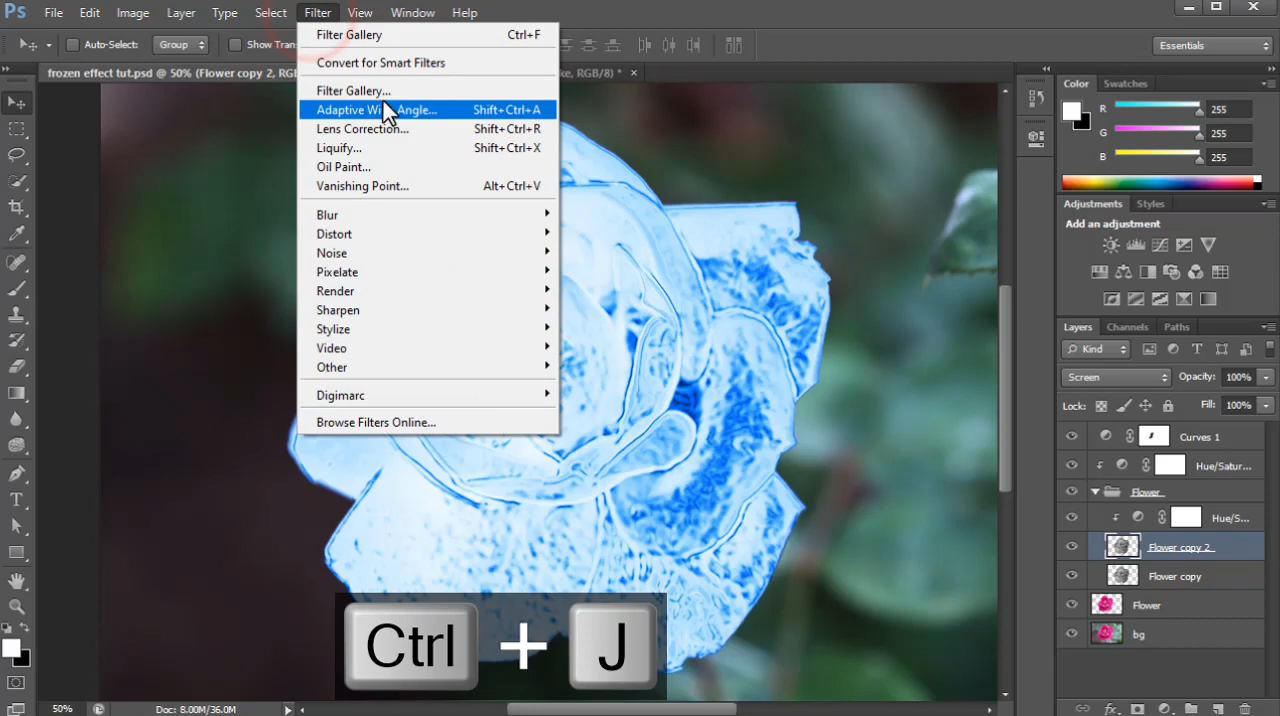 Ps File Edit Image Layer Type Select Filter View Window Help
Auto-Select: Group Show Tran
Essentials
frozen effect tut.psd @ 50% (Flower copy 2, RG
ke, RGB/8) * ×
Filter Gallery Ctrl+F
Convert for Smart Filters
Filter Gallery...
Adaptive Wi Angle... Shift+Ctrl+A
Lens Correction... Shift+Ctrl+R
Liquify... Shift+Ctrl+X
Oil Paint...
Vanishing Point... Alt+Ctrl+V
Blur
Distort
Noise
Pixelate
Render
Sharpen
Stylize
Video
Other
Digimarc
Browse Filters Online...
Color Swatches
R 255
G 255
B 255
Adjustments Styles
Add an adjustment
Layers Channels Paths
Kind
Screen Opacity: 100%
Lock: Fill: 100%
Curves 1
Hue/Satur...
Flower
Hue/S...
Flower copy 2
Flower copy
Flower
bg
Ctrl + J
50% Doc: 8.00M/36.0M